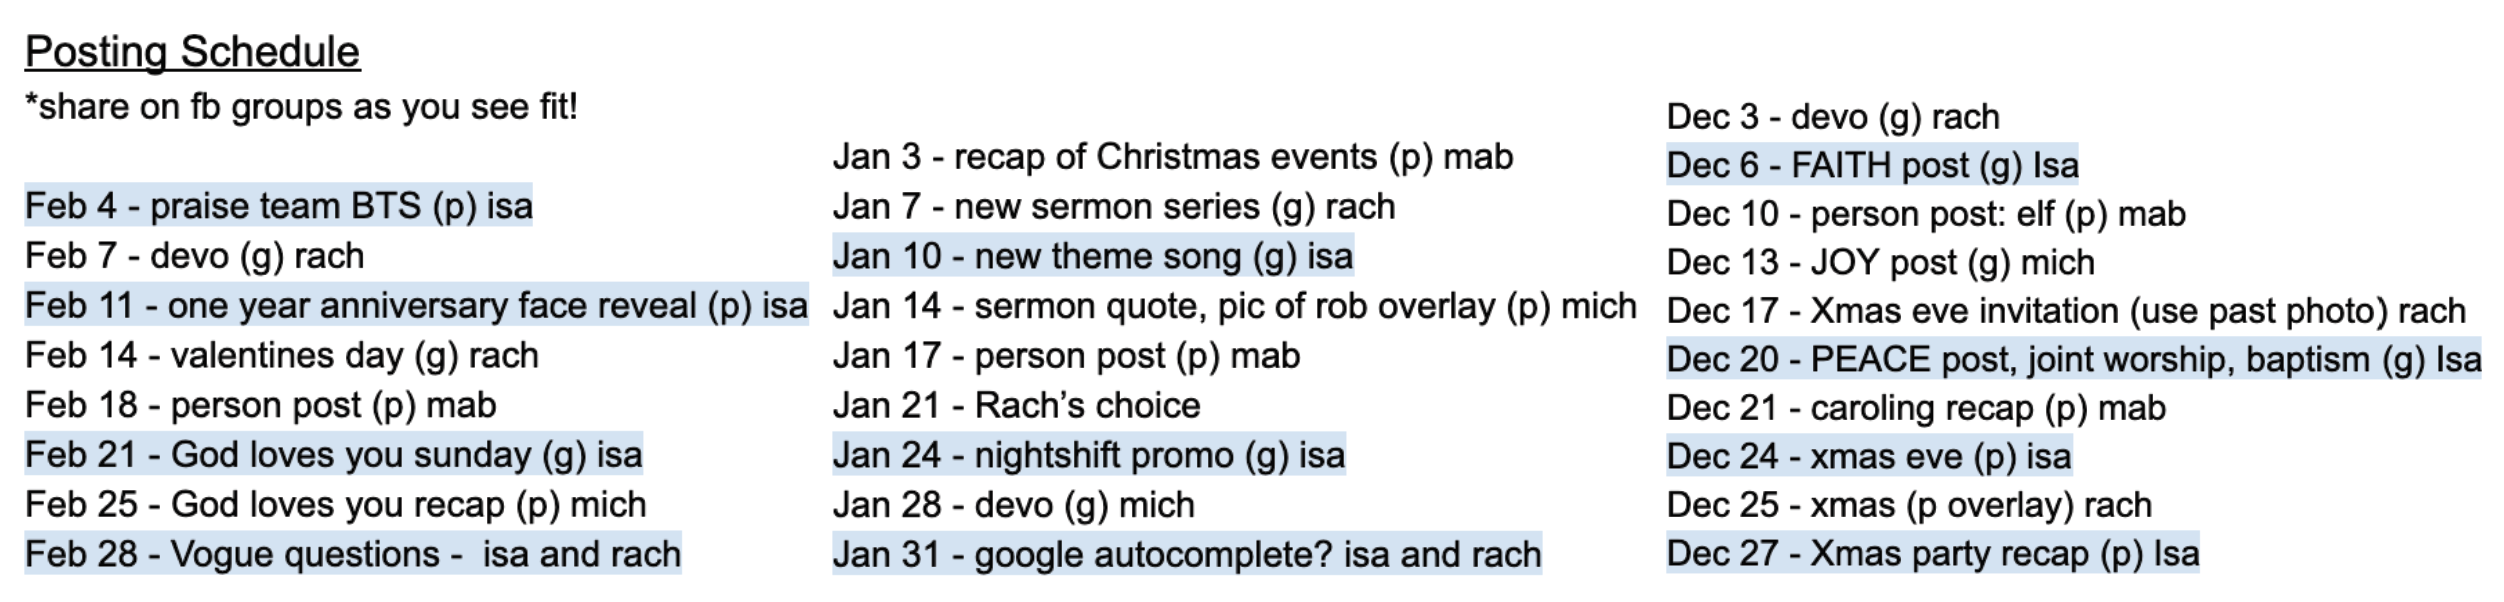 Posting Schedule
*share on fb groups as you see fit!
Feb 4 - praise team BTS (p) isa
Feb 7 - devo (g) rach
Feb 11 - one year anniversary face reveal (p) isa
Feb 14 - valentines day (g) rach
Feb 18 - person post (p) mab
Feb 21 - God loves you sunday (g) isa
Feb 25 - God loves you recap (p) mich
Feb 28 - Vogue questions -  isa and rach
Jan 3 - recap of Christmas events (p) mab
Jan 7 - new sermon series (g) rach
Jan 10 - new theme song (g) isa
Jan 14 - sermon quote, pic of rob overlay (p) mich
Jan 17 - person post (p) mab
Jan 21 - Rach’s choice
Jan 24 - nightshift promo (g) isa
Jan 28 - devo (g) mich
Jan 31 - google autocomplete? isa and rach
Dec 3 - devo (g) rach
Dec 6 - FAITH post (g) Isa
Dec 10 - person post: elf (p) mab
Dec 13 - JOY post (g) mich
Dec 17 - Xmas eve invitation (use past photo) rach
Dec 20 - PEACE post, joint worship, baptism (g) Isa
Dec 21 - caroling recap (p) mab
Dec 24 - xmas eve (p) isa
Dec 25 - xmas (p overlay) rach
Dec 27 - Xmas party recap (p) Isa